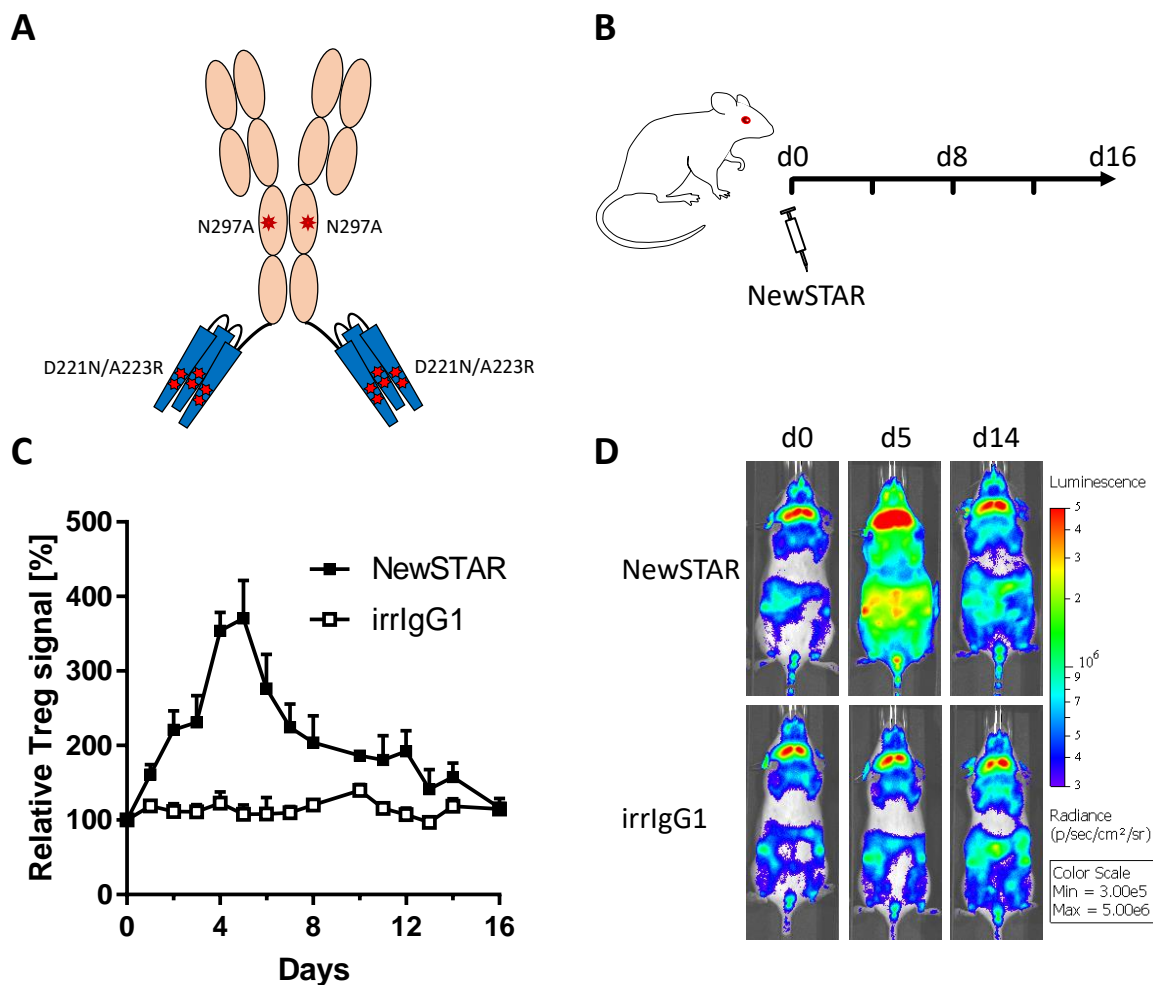 A
N297A
N297A
D221N/A223R
D221N/A223R
B
d0
d8
d16
NewSTAR
C
Relative Treg signal [%]
500
400
300
200
100
0
NewSTAR
irrIgG1
0
4
8
12
16
Days
D
d0
d5
d14
NewSTAR
irrIgG1
Luminescence
5
4
3
2
10⁶
9
8
7
6
5
4
3
Radiance
(p/sec/cm²/sr)
Color Scale
Min = 3.00e5
Max = 5.00e6